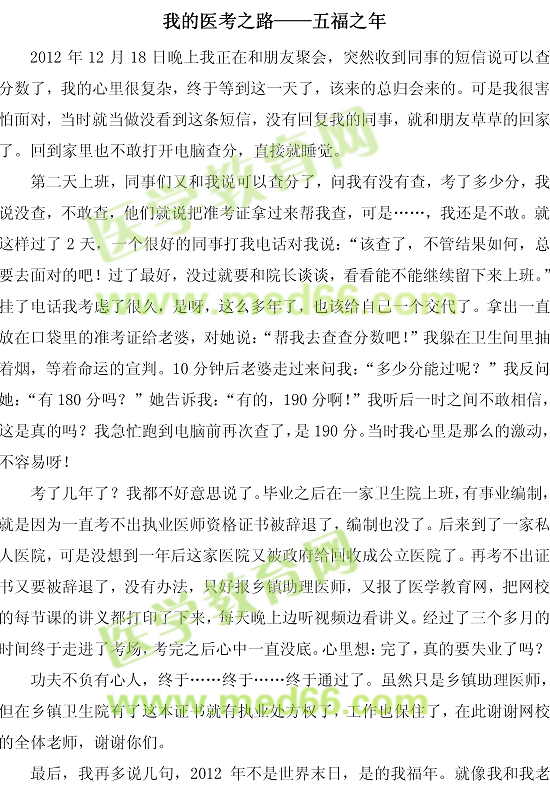 我的医考之路——五福之年
2012 年 12 月 18 日晚上我正在和朋友聚会，突然收到同事的短信说可以查
分数了，我的心里很复杂，终于等到这一天了，该来的总归会来的。可是我很害
怕面对，当时就当做没看到这条短信，没有回复我的同事，就和朋友草草的回家
了。回到家里也不敢打开电脑查分，直接就睡觉。
第二天上班，同事们又和我说可以查分了，问我有没有查，考了多少分，我
说没查，不敢查，他们就说把准考证拿过来帮我查，可是……，我还是不敢。就
这样过了 2 天，一个很好的同事打我电话对我说：“该查了，不管结果如何，总
要去面对的吧！过了最好，没过就要和院长谈谈，看看能不能继续留下来上班。”
挂了电话我考虑了很久，是呀，这么多年了，也该给自己一个交代了。拿出一直
放在口袋里的准考证给老婆，对她说：“帮我去查查分数吧！”我躲在卫生间里抽
着烟，等着命运的宣判。10 分钟后老婆走过来问我：“多少分能过呢？”我反问
她：“有 180 分吗？”她告诉我：“有的，190 分啊！”我听后一时之间不敢相信，
这是真的吗？我急忙跑到电脑前再次查了，是 190 分。当时我心里是那么的激动，
不容易呀！
考了几年了？我都不好意思说了。毕业之后在一家卫生院上班，有事业编制，
就是因为一直考不出执业医师资格证书被辞退了，编制也没了。后来到了一家私
人医院，可是没想到一年后这家医院又被政府给回收成公立医院了。再考不出证
书又要被辞退了，没有办法，只好报乡镇助理医师，又报了医学教育网，把网校
的每节课的讲义都打印了下来，每天晚上边听视频边看讲义。经过了三个多月的
时间终于走进了考场，考完之后心中一直没底。心里想：完了，真的要失业了吗？
功夫不负有心人，终于……终于……终于通过了。虽然只是乡镇助理医师，
但在乡镇卫生院有了这本证书就有执业处方权了，工作也保住了，在此谢谢网校
的全体老师，谢谢你们。
最后，我再多说几句，2012 年不是世界末日，是的我福年。就像我和我老
医学教育网
www.med66.com
医学教育网
www.med66.com